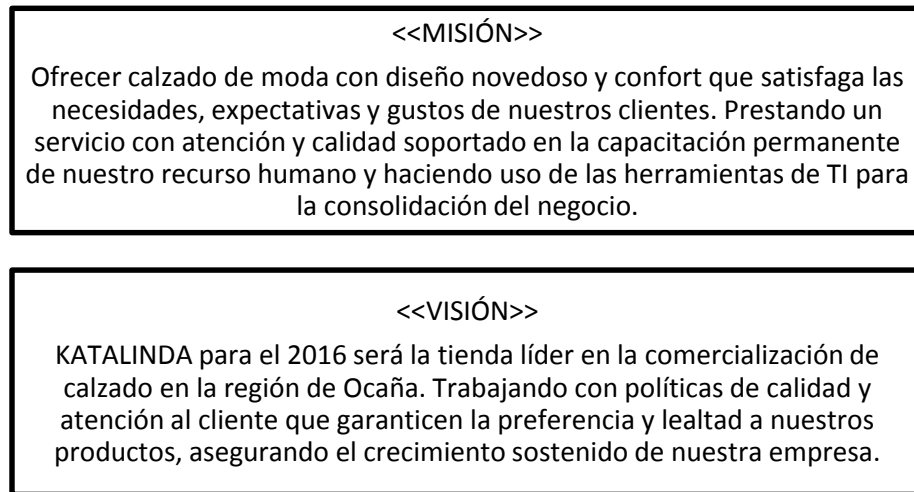 <<MISIÓN>>
Ofrecer calzado de moda con diseño novedoso y confort que satisfaga las
necesidades, expectativas y gustos de nuestros clientes. Prestando un
servicio con atención y calidad soportado en la capacitación permanente
de nuestro recurso humano y haciendo uso de las herramientas de TI para
la consolidación del negocio.
<<VISIÓN>>
KATALINDA para el 2016 será la tienda líder en la comercialización de
calzado en la región de Ocaña. Trabajando con políticas de calidad y
atención al cliente que garanticen la preferencia y lealtad a nuestros
productos, asegurando el crecimiento sostenido de nuestra empresa.